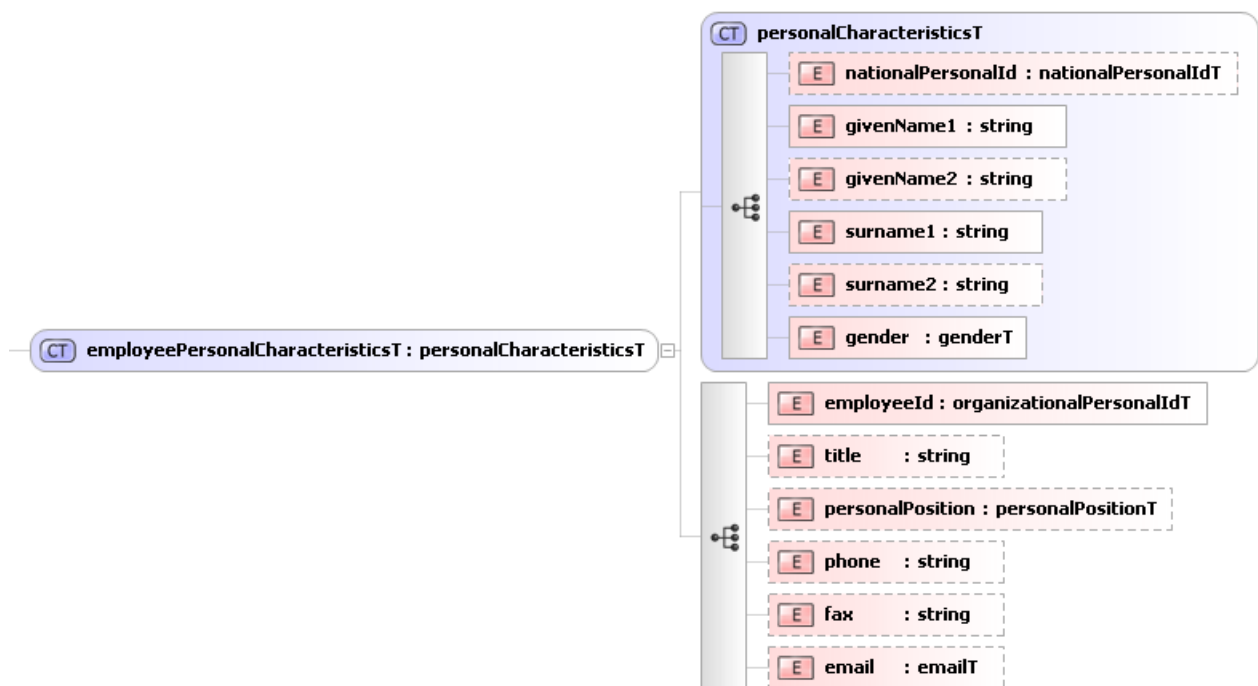 CT personalCharacteristicsT
E nationalPersonalId : nationalPersonalIdT
E givenName1 : string
E givenName2 : string
E surname1 : string
E surname2 : string
E gender : genderT
CT employeePersonalCharacteristicsT : personalCharacteristicsT
E employeeId : organizationalPersonalIdT
E title : string
E personalPosition : personalPositionT
E phone : string
E fax : string
E email : emailT